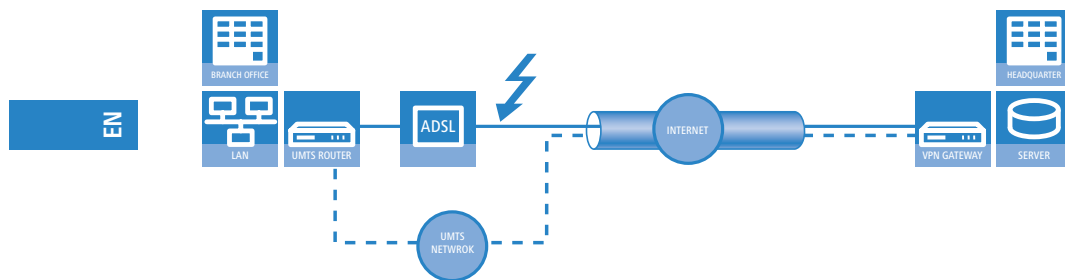 BRANCH OFFICE
HEADQUARTER
EN
LAN
UMTS ROUTER
ADSL
INTERNET
VPN GATEWAY
SERVER
UMTS
NETWROK